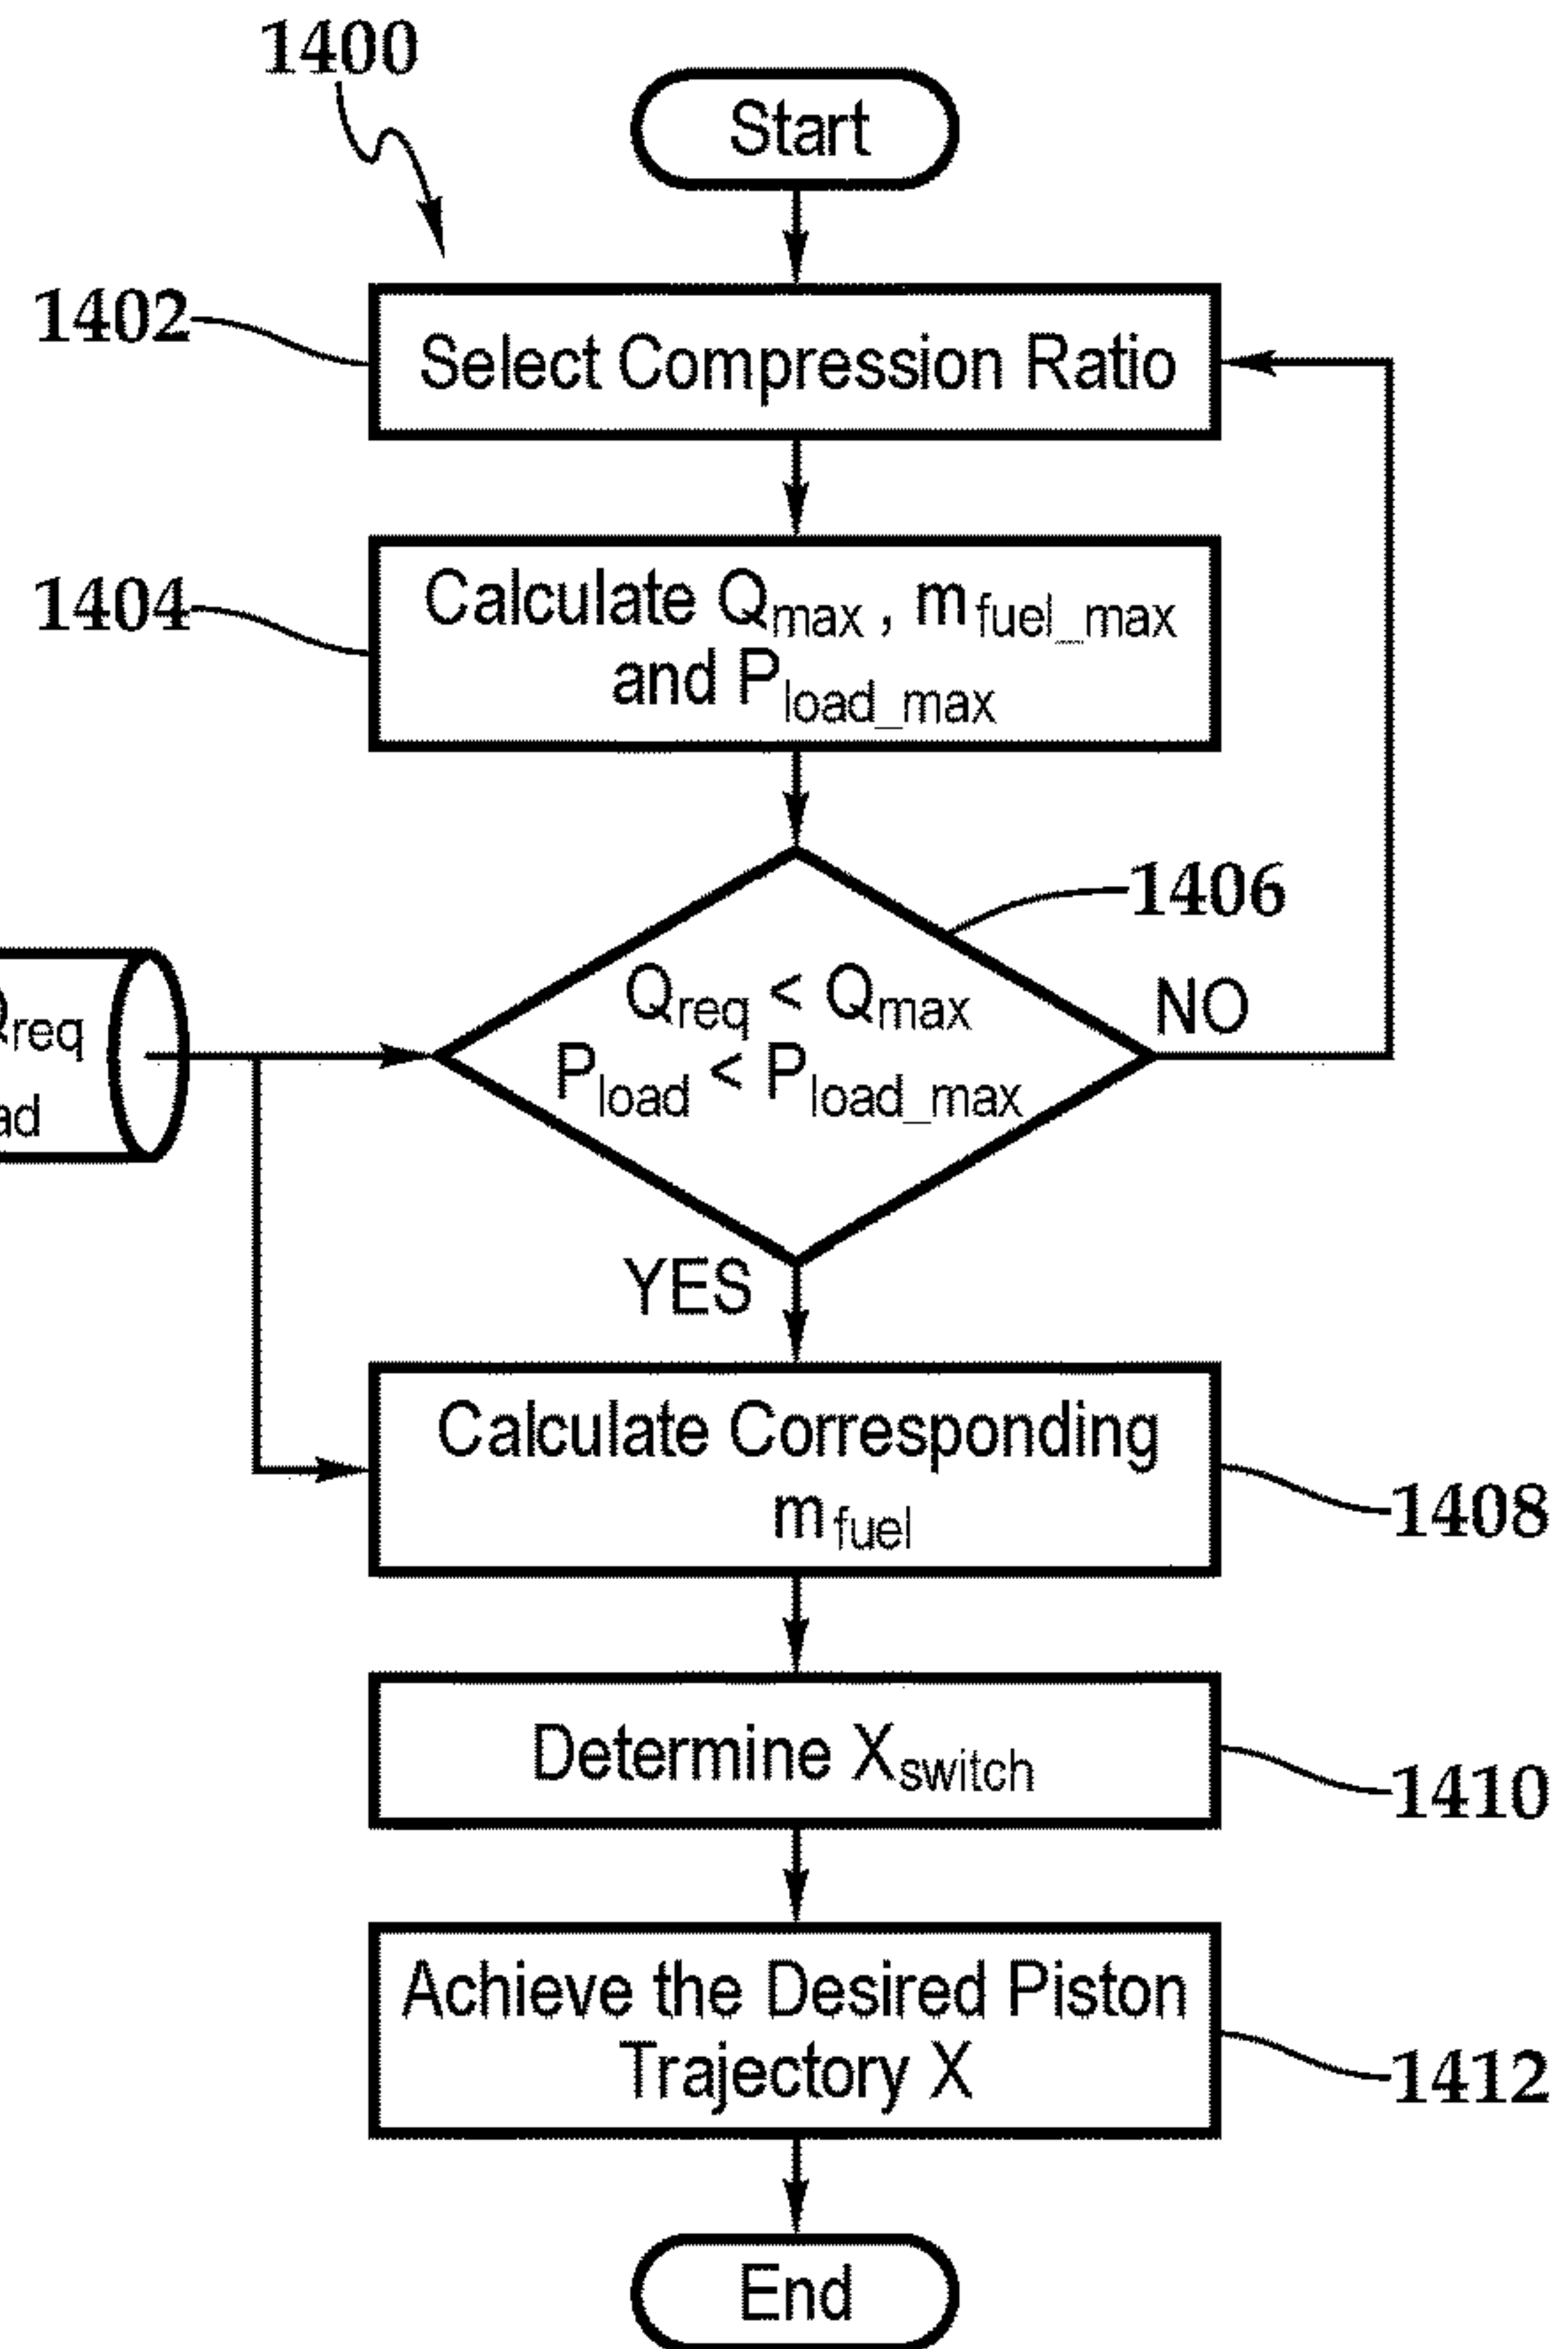 1400
Start
1402
Select Compression Ratio
1404
Calculate Qmax , mfuel_max
and Pload_max
1406
Qreq < Qmax
Pload < Pload_max
NO
req
YES
Calculate Corresponding
mfuel
1408
Determine Xswitch
1410
Achieve the Desired Piston
Trajectory X
1412
End